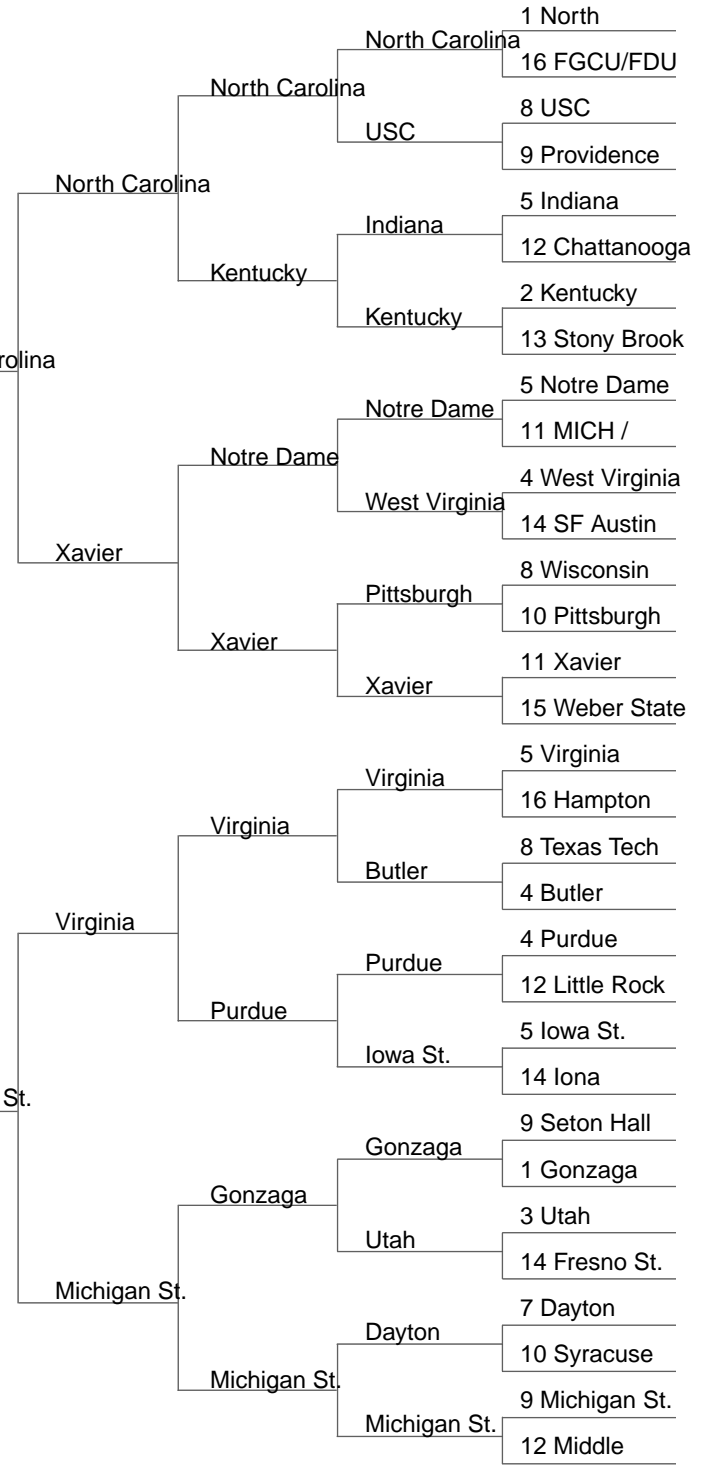 1 North
North Carolina
16 FGCU/FDU
North Carolina
8 USC
USC
9 Providence
North Carolina
5 Indiana
Indiana
12 Chattanooga
Kentucky
2 Kentucky
Kentucky
13 Stony Brook
rolina
5 Notre Dame
Notre Dame
11 MICH /
Notre Dame
4 West Virginia
West Virginia
14 SF Austin
Xavier
8 Wisconsin
Pittsburgh
10 Pittsburgh
Xavier
11 Xavier
Xavier
15 Weber State
5 Virginia
Virginia
16 Hampton
Virginia
8 Texas Tech
Butler
4 Butler
Virginia
4 Purdue
Purdue
12 Little Rock
Purdue
5 Iowa St.
Iowa St.
14 Iona
St.
9 Seton Hall
Gonzaga
1 Gonzaga
Gonzaga
3 Utah
Utah
14 Fresno St.
Michigan St.
7 Dayton
Dayton
10 Syracuse
Michigan St.
9 Michigan St.
Michigan St.
12 Middle